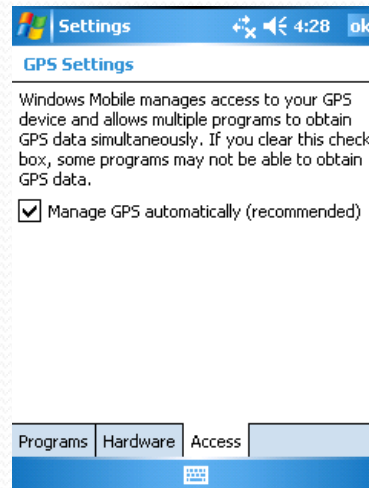 Settings 4:28 ok
GPS Settings
Windows Mobile manages access to your GPS
device and allows multiple programs to obtain
GPS data simultaneously. If you clear this check
box, some programs may not be able to obtain
GPS data.
Manage GPS automatically (recommended)
Programs Hardware Access